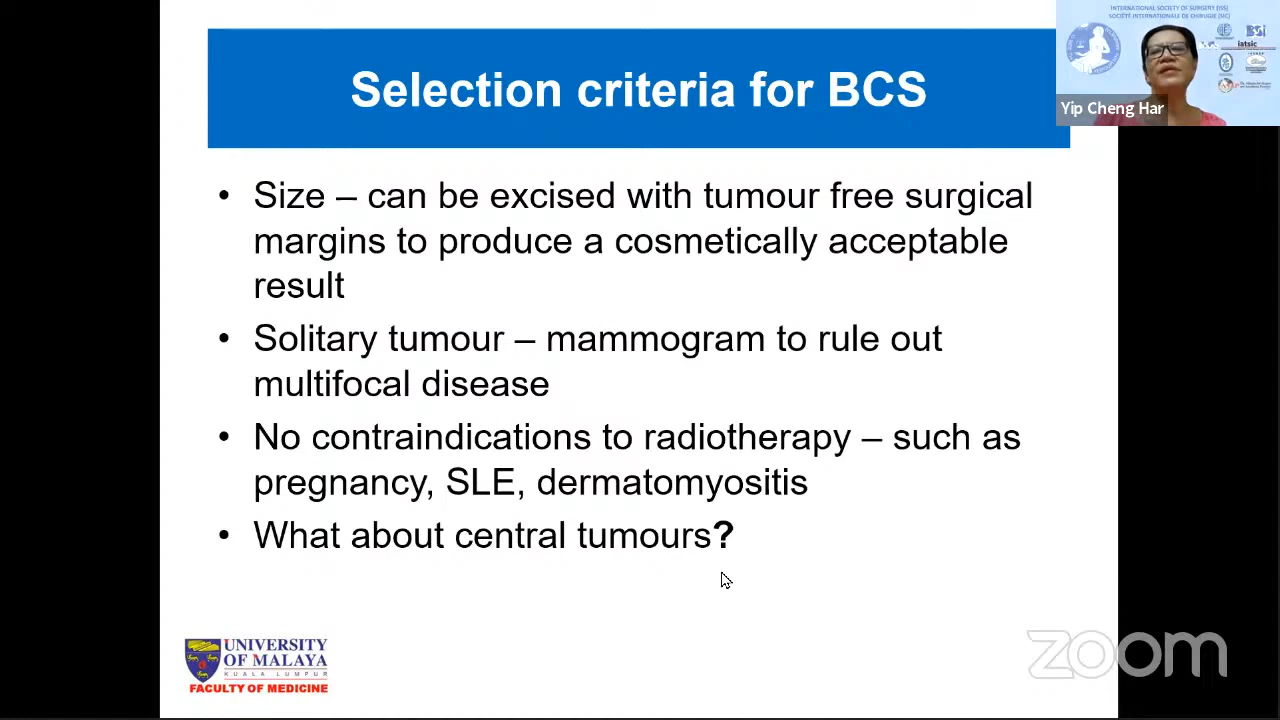 Selection criteria for BCS
INTERNATIONAL SOCIETY OF SURGERY (ISS)
SOCIÉTÉ INTERNATIONALE DE CHIRURGIE (SIC)
iatsic
Yip Cheng Har
• Size – can be excised with tumour free surgical
margins to produce a cosmetically acceptable
result
• Solitary tumour – mammogram to rule out
multifocal disease
• No contraindications to radiotherapy – such as
pregnancy, SLE, dermatomyositis
• What about central tumours?
UNIVERSITY
OF MALAYA
KUALA LUMPUR
FACULTY OF MEDICINE
zoom